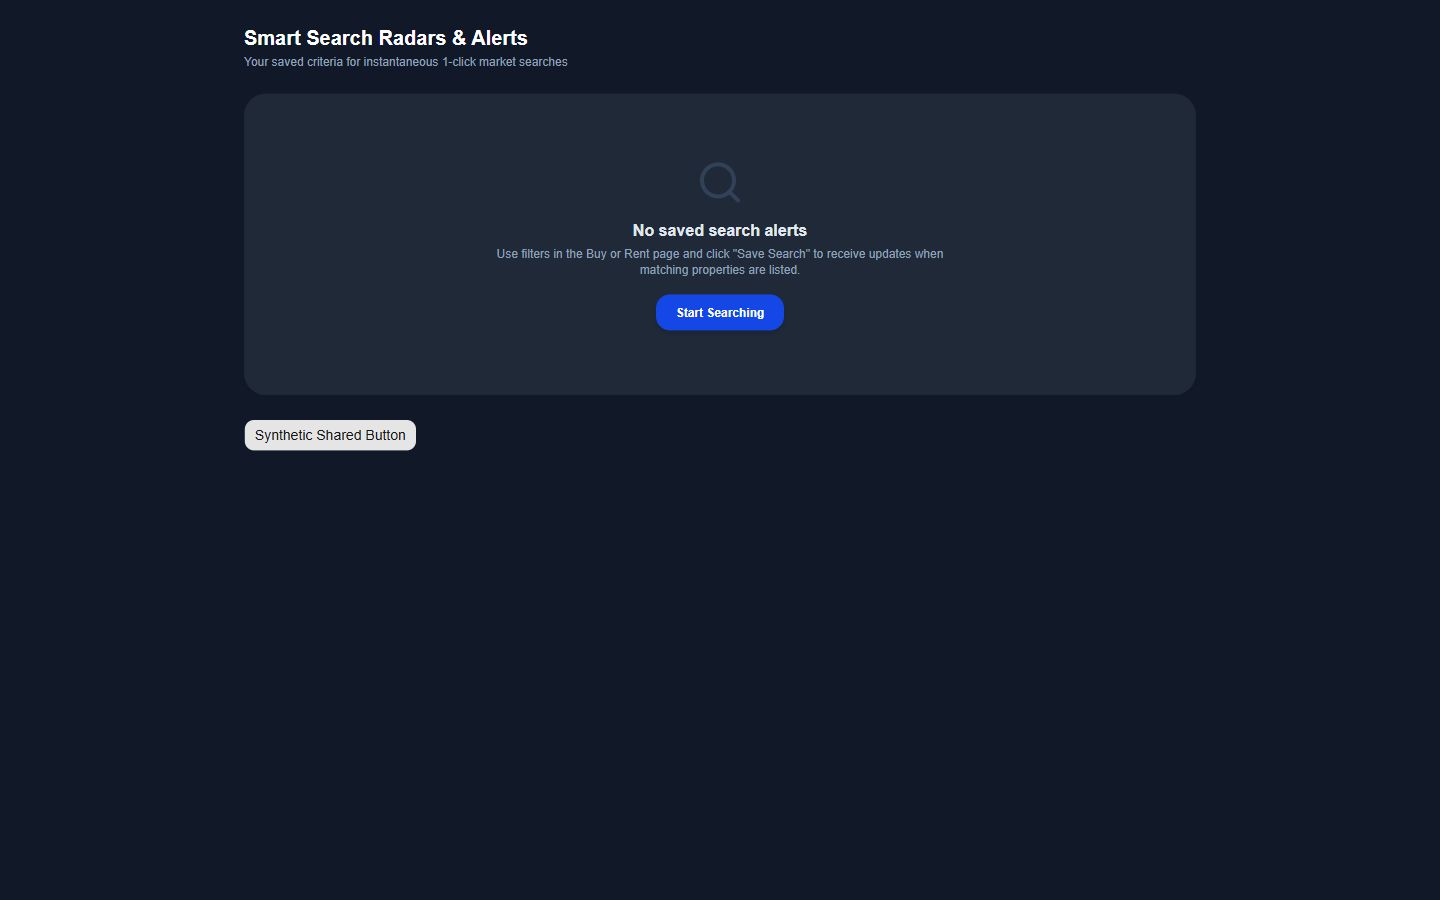 Smart Search Radars & Alerts
Your saved criteria for instantaneous 1-click market searches
No saved search alerts
Use filters in the Buy or Rent page and click "Save Search" to receive updates when
matching properties are listed.
Start Searching
Synthetic Shared Button